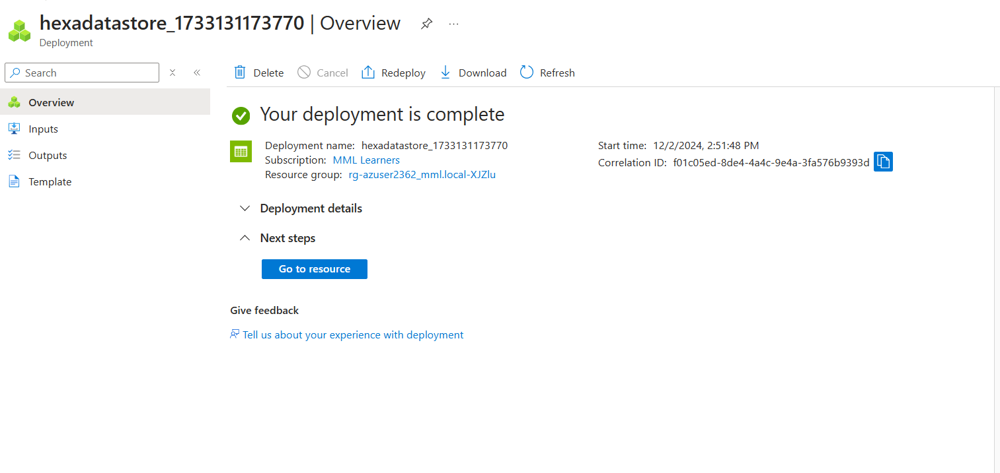 hexadatastore_1733131173770 | Overview
Deployment
Search
Delete
Cancel
Redeploy
Download
Refresh
Overview
Inputs
Outputs
Template
Your deployment is complete
Deployment name: hexadatastore_1733131173770
Subscription: MML Learners
Resource group: rg-azuser2362_mml.local-XJZlu
Start time: 12/2/2024, 2:51:48 PM
Correlation ID: f01c05ed-8de4-4a4c-9e4a-3fa576b9393d
Deployment details
Next steps
Go to resource
Give feedback
Tell us about your experience with deployment